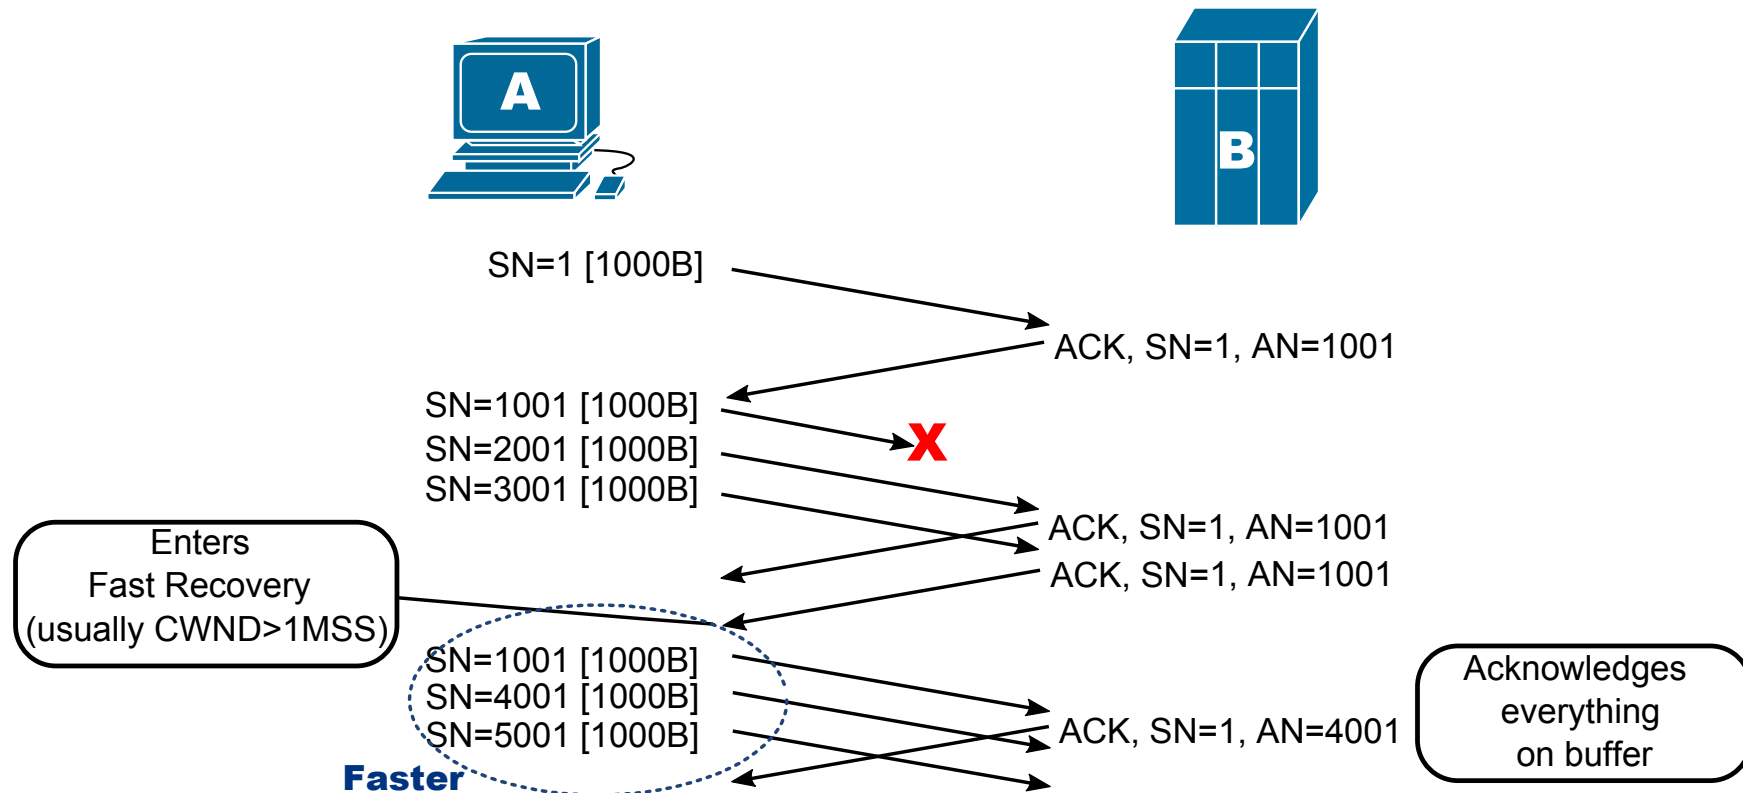 A
B
SN=1 [1000B]
ACK, SN=1, AN=1001
SN=1001 [1000B]
X
SN=2001 [1000B]
SN=3001 [1000B]
ACK, SN=1, AN=1001
ACK, SN=1, AN=1001
Enters
Fast Recovery
(usually CWND>1MSS)
SN=1001 [1000B]
SN=4001 [1000B]
SN=5001 [1000B]
Faster
ACK, SN=1, AN=4001
Acknowledges
everything
on buffer